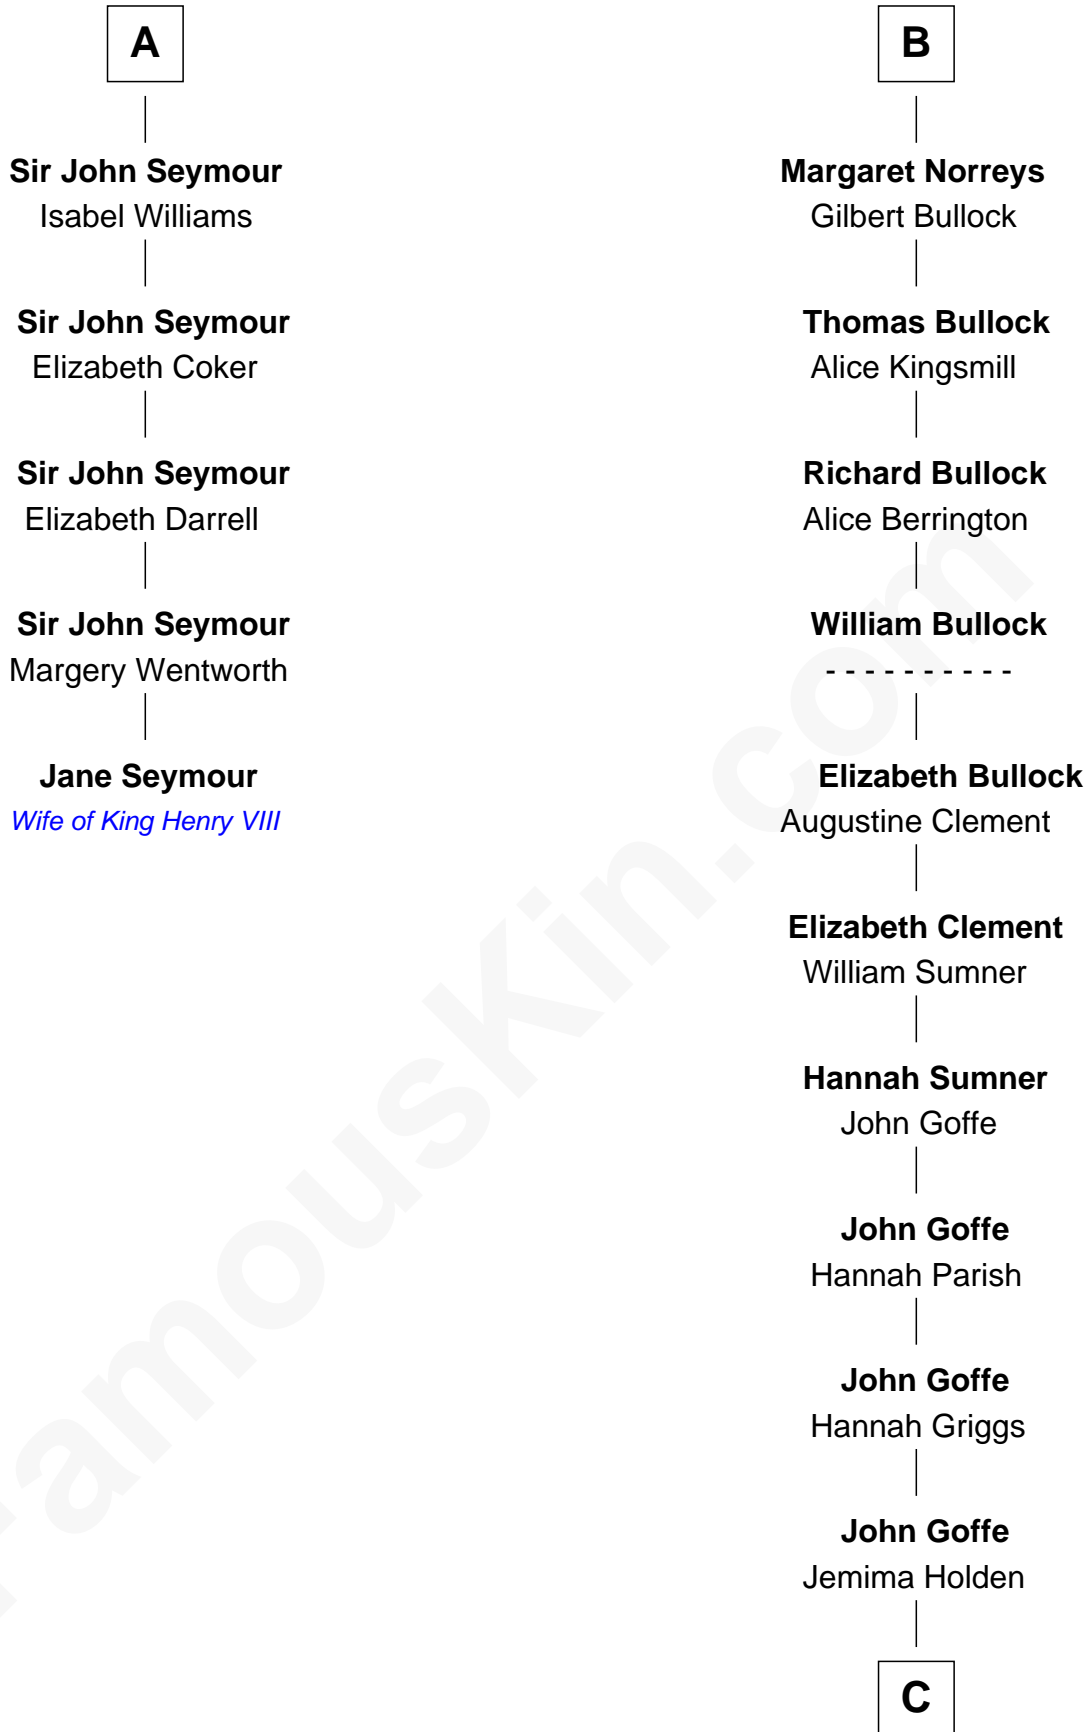 A
Sir John Seymour
Isabel Williams
Sir John Seymour
Elizabeth Coker
Sir John Seymour
Elizabeth Darrell
Sir John Seymour
Margery Wentworth
Jane Seymour
Wife of King Henry VIII
B
Margaret Norreys
Gilbert Bullock
Thomas Bullock
Alice Kingsmill
Richard Bullock
Alice Berrington
William Bullock
- - - - - - - - - -
Elizabeth Bullock
Augustine Clement
Elizabeth Clement
William Sumner
Hannah Sumner
John Goffe
John Goffe
Hannah Parish
John Goffe
Hannah Griggs
John Goffe
Jemima Holden
C
FamousKin.com